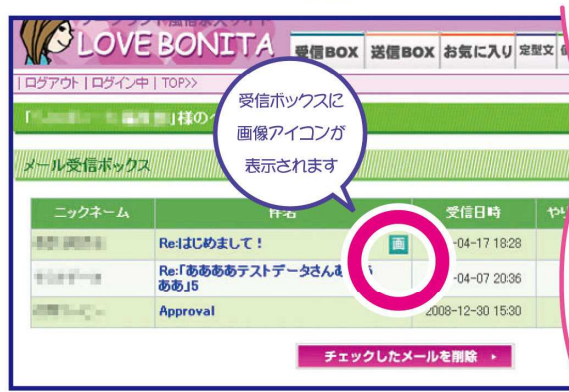 LOVE BONITA
受信BOX 送信BOX お気に入り 定型文
|ログアウト|ログイン中|TOP>>
受信ボックスに
画像アイコンが
表示されます
「 」様の
メール受信ボックス
ニックネーム 件名 受信日時
Re:はじめまして! 画 -04-17 18:28
Re:「ああああテストデータさんあ
ああ」5 -04-07 20:36
Approval 2008-12-30 15:30
チェックしたメールを削除